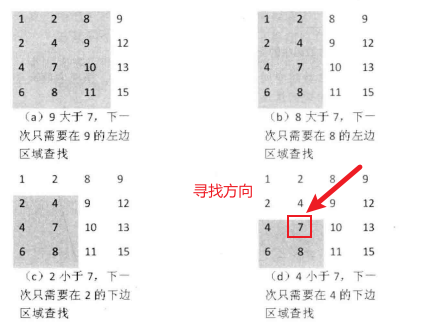 1 2 8 9
2 4 9 12
4 7 10 13
6 8 11 15
(a)9 大于 7，下一
次只需要在 9 的左边
区域查找
1 2 8 9
2 4 9 12
4 7 10 13
6 8 11 15
(b)8 大于 7，下一
次只需要在 8 的左边
区域查找
1 2 8 9
2 4 9 12
4 7 10 13
6 8 11 15
(c)2 小于 7，下一
次只需要在 2 的下边
区域查找
寻找方向
1 2 8 9
2 4 9 12
4 7 10 13
6 8 11 15
(d)4 小于 7，下一
次只需要在 4 的下边
区域查找